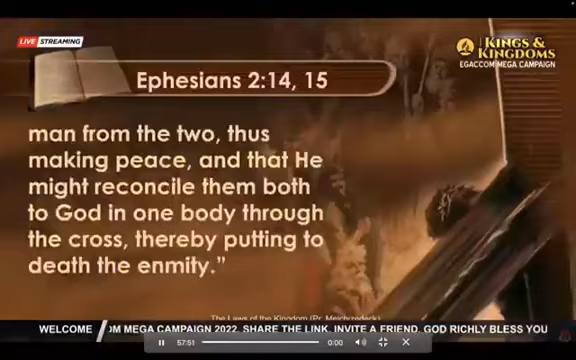 LIVE STREAMING
KINGS &
KINGDOMS
EGACCOM MEGA CAMPAIGN
Ephesians 2:14, 15
man from the two, thus
making peace, and that He
might reconcile them both
to God in one body through
the cross, thereby putting to
death the enmity.”
The Laws of the Kingdom (Pr. Melchzedeck)
WELCOME
OM MEGA CAMPAIGN 2022. SHARE THE LINK, INVITE A FRIEND, GOD RICHLY BLESS YOU
57:51
0:00